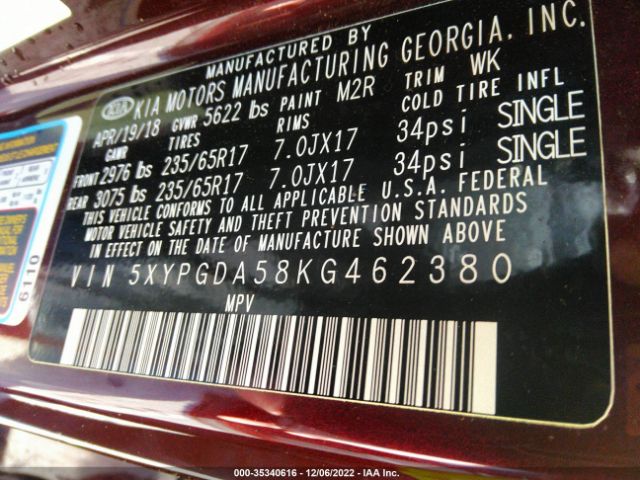 MANUFACTURED BY
KIA KIA MOTORS MANUFACTURING GEORGIA, INC.
APR/19/18 GVWR 5622 lbs PAINT M2R TRIM WK
GAWR TIRES RIMS COLD TIRE INFL
FRONT 2976 lbs 235/65R17 7.0JX17 34psi SINGLE
REAR 3075 lbs 235/65R17 7.0JX17 34psi SINGLE
THIS VEHICLE CONFORMS TO ALL APPLICABLE U.S.A. FEDERAL
MOTOR VEHICLE SAFETY AND THEFT PREVENTION STANDARDS
IN EFFECT ON THE DATE OF MANUFACTURE SHOWN ABOVE
VIN 5XYPGDA58KG462380
MPV
6110
000-35340616 - 12/06/2022 - IAA Inc.